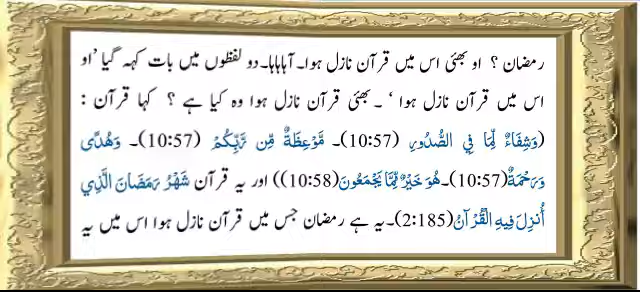 رمضان ؟ او بھئی اس میں قرآن نازل ہوا۔ آہاہاہا۔ دو لفظوں میں بات کہہ گیا 'او
اس میں قرآن نازل ہوا '۔ بھئی قرآن نازل ہوا وہ کیا ہے ؟ کہا قرآن :
(وَشِفَاءٌ لِّمَا فِي الصُّدُورِ (10:57)۔ مَّوْعِظَةٌ مِّن رَّبِّكُمْ (10:57)۔ وَهُدًى
وَرَحْمَةٌ(10:57)۔هُوَ خَيْرٌ مِّمَّا يَجْمَعُونَ(10:58)) اور یہ قرآن شَهْرُ رَمَضَانَ الَّذِي
أُنزِلَ فِيهِ الْقُرْآنُ(2:185)۔یہ ہے رمضان جس میں قرآن نازل ہوا اس میں یہ